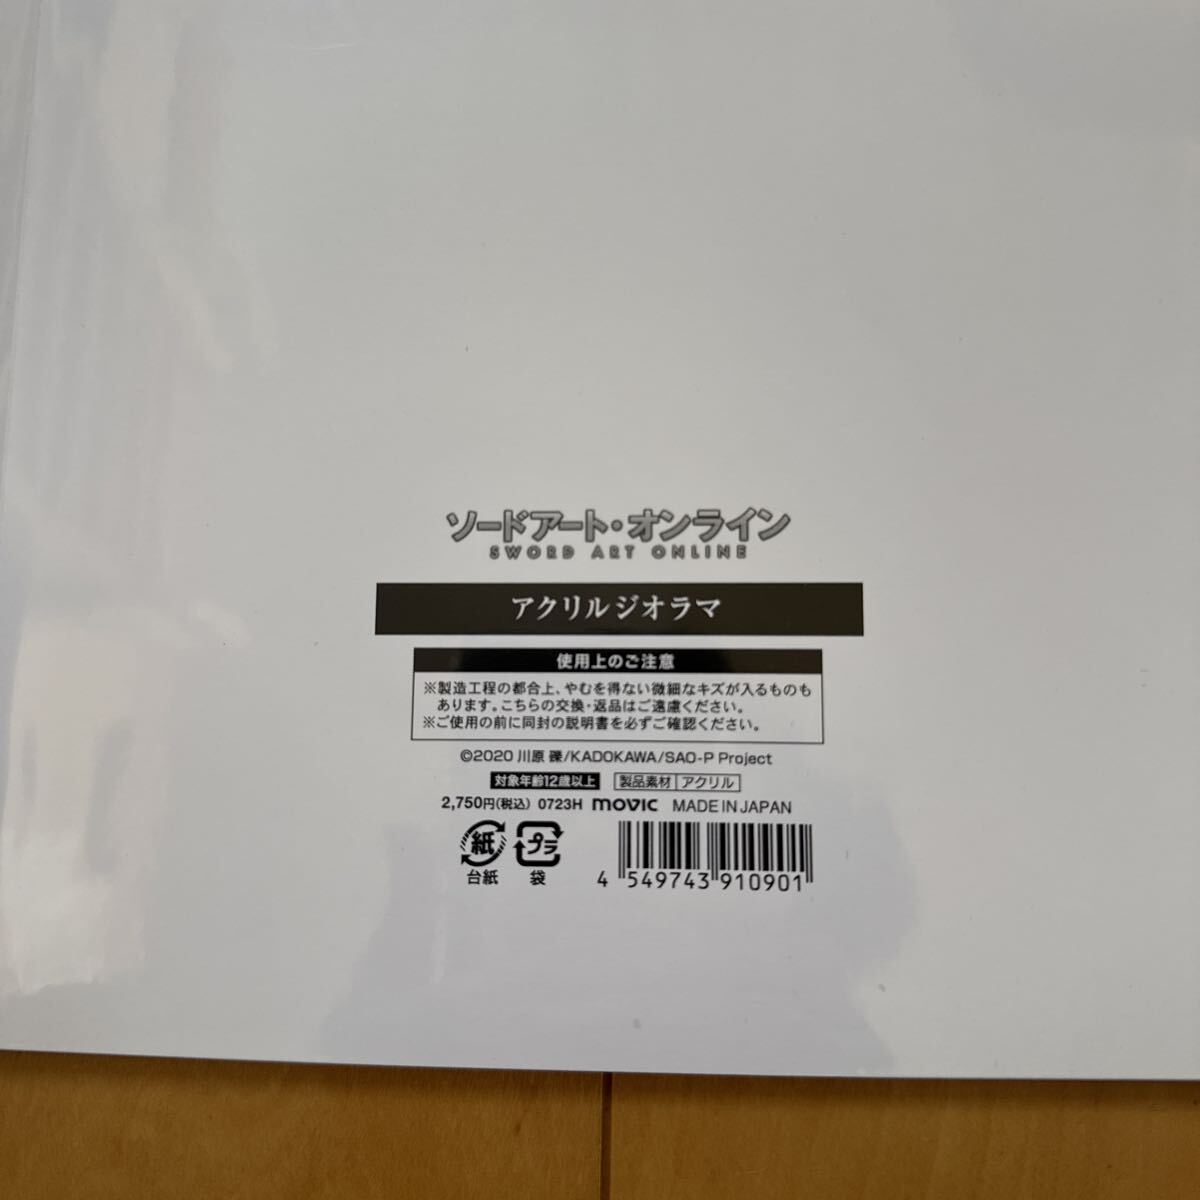 ソードアート・オンライン
SWORD ART ONLINE
アクリルジオラマ
使用上のご注意
※製造工程の都合上、やむを得ない微細なキズが入るものも
あります。こちらの交換・返品はご遠慮ください。
※ご使用の前に同封の説明書を必ずご確認ください。
©2020 川原 礫/KADOKAWA/SAO-P Project
対象年齢12歳以上 製品素材 アクリル
2,750円(税込) 0723H movic MADE IN JAPAN
紙 プラ
台紙 袋
4 549743 910901